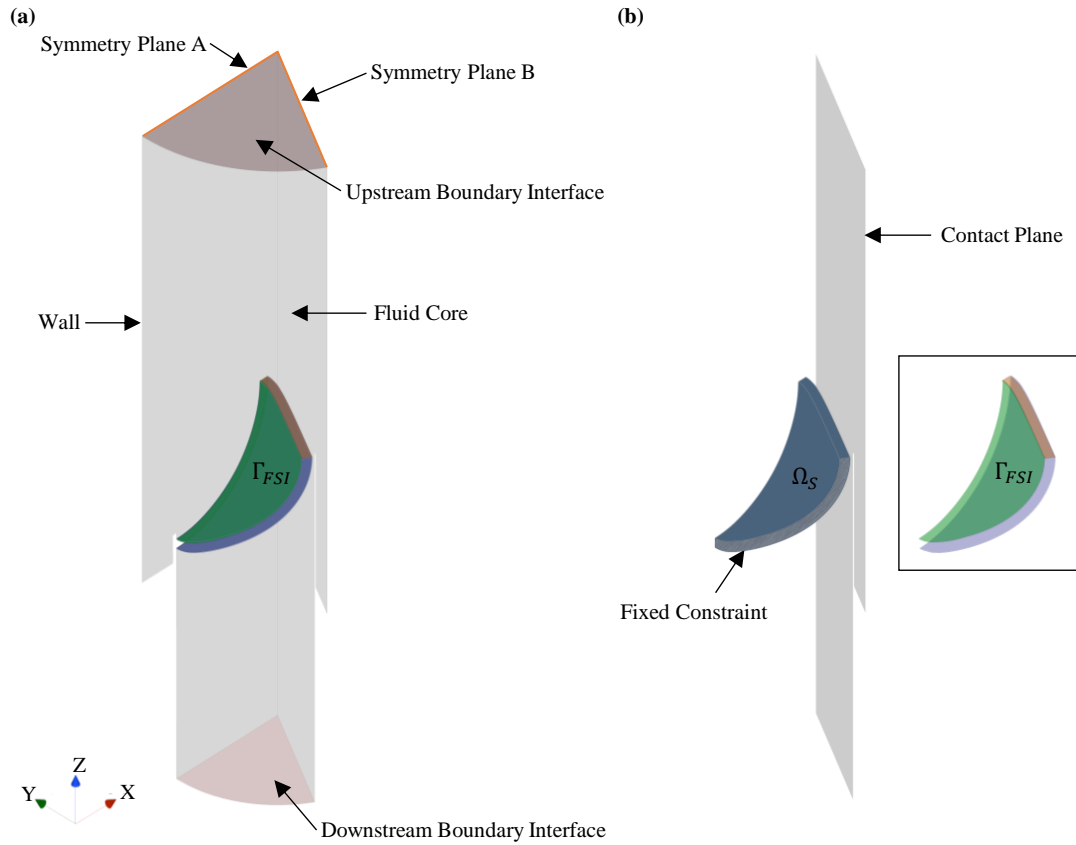 (a)
Symmetry Plane A
Symmetry Plane B
Upstream Boundary Interface
Wall
Fluid Core
Γ_FSI
Z
Y
X
Downstream Boundary Interface
(b)
Contact Plane
Ω_S
Γ_FSI
Fixed Constraint